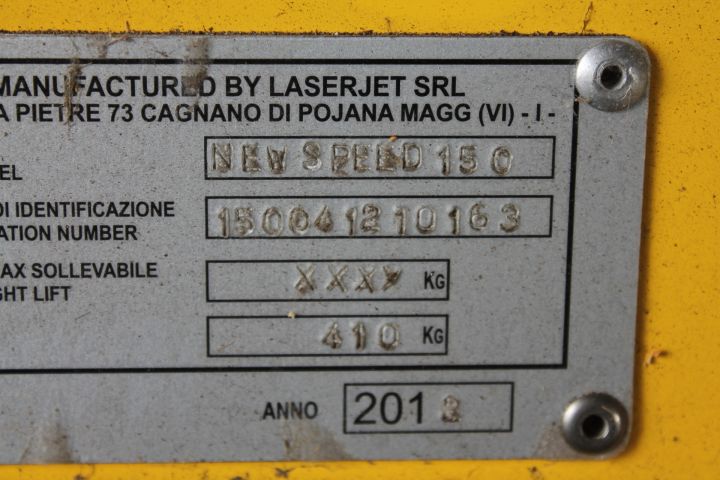 MANUFACTURED BY LASERJET SRL
A PIETRE 73 CAGNANO DI POJANA MAGG (VI) - I -
EL NEW SPEED 150
DI IDENTIFICAZIONE
ATION NUMBER 150041210163
AX SOLLEVABILE
GHT LIFT XXXX KG
410 KG
ANNO 201